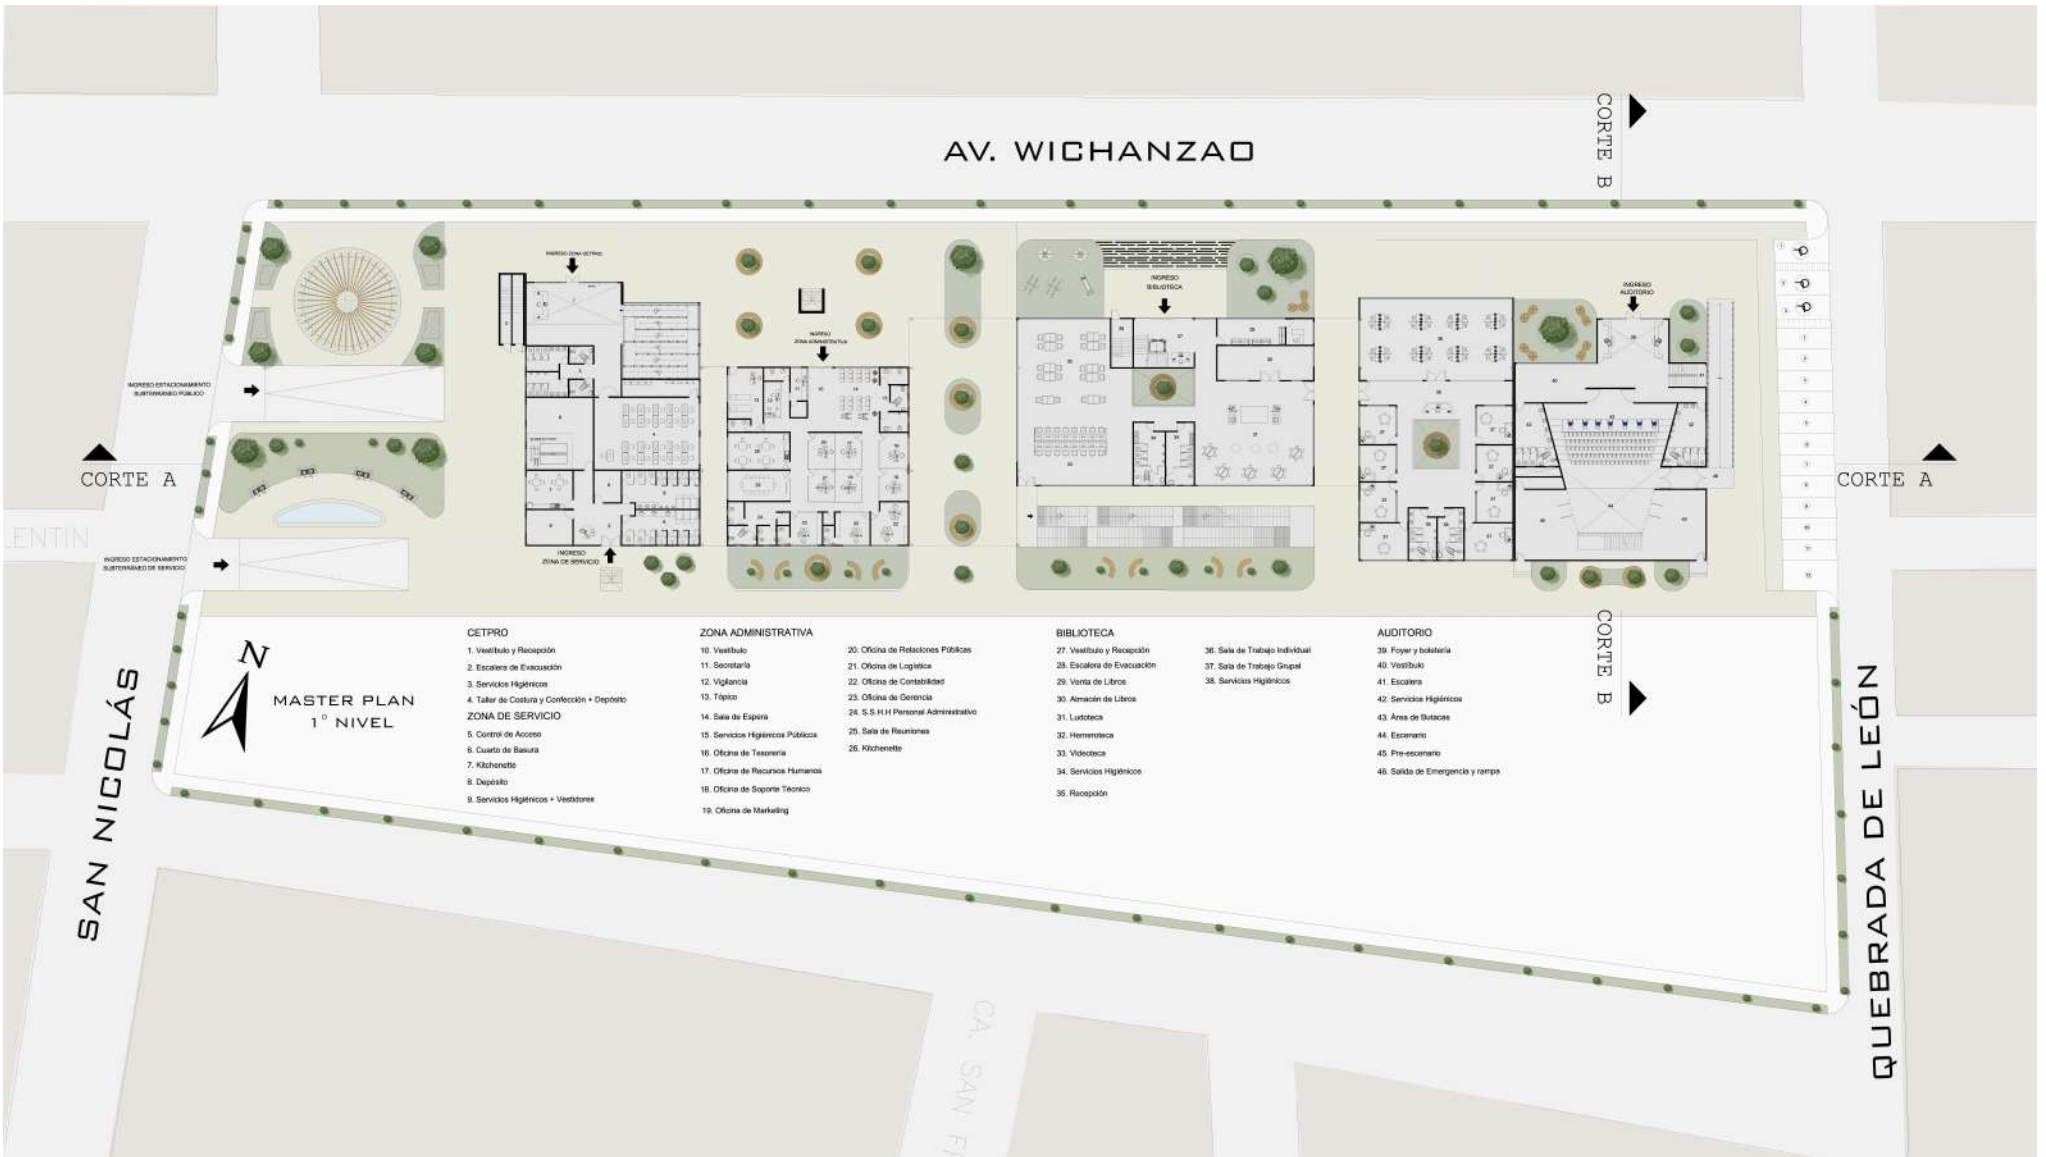 AV. WICHANZAO
CORTE B
INGRESO ZONA CETPRO
INGRESO
BIBLIOTECA
INGRESO
AUDITORIO
INGRESO
ZONA ADMINISTRATIVA
INGRESO ESTACIONAMIENTO
SUBTERRÁNEO PÚBLICO
CORTE A
CORTE A
LENTIN
INGRESO ESTACIONAMIENTO
SUBTERRÁNEO DE SERVICIO
INGRESO
ZONA DE SERVICIO
CORTE B
N
MASTER PLAN
1° NIVEL
SAN NICOLÁS
QUEBRADA DE LEÓN
CETPRO
1. Vestíbulo y Recepción
2. Escalera de Evacuación
3. Servicios Higiénicos
4. Taller de Costura y Confección + Depósito
ZONA DE SERVICIO
5. Control de Acceso
6. Cuarto de Basura
7. Kitchenette
8. Depósito
9. Servicios Higiénicos + Vestidores
ZONA ADMINISTRATIVA
10. Vestíbulo
11. Secretaría
12. Vigilancia
13. Tópico
14. Sala de Espera
15. Servicios Higiénicos Públicos
16. Oficina de Tesorería
17. Oficina de Recursos Humanos
18. Oficina de Soporte Técnico
19. Oficina de Marketing
20. Oficina de Relaciones Públicas
21. Oficina de Logística
22. Oficina de Contabilidad
23. Oficina de Gerencia
24. S.S.H.H Personal Administrativo
25. Sala de Reuniones
26. Kitchenette
BIBLIOTECA
27. Vestíbulo y Recepción
28. Escalera de Evacuación
29. Venta de Libros
30. Almacén de Libros
31. Ludoteca
32. Hemeroteca
33. Videoteca
34. Servicios Higiénicos
35. Recepción
36. Sala de Trabajo Individual
37. Sala de Trabajo Grupal
38. Servicios Higiénicos
AUDITORIO
39. Foyer y boletería
40. Vestíbulo
41. Escalera
42. Servicios Higiénicos
43. Área de Butacas
44. Escenario
45. Pre-escenario
46. Salida de Emergencia y rampa
CA. SAN